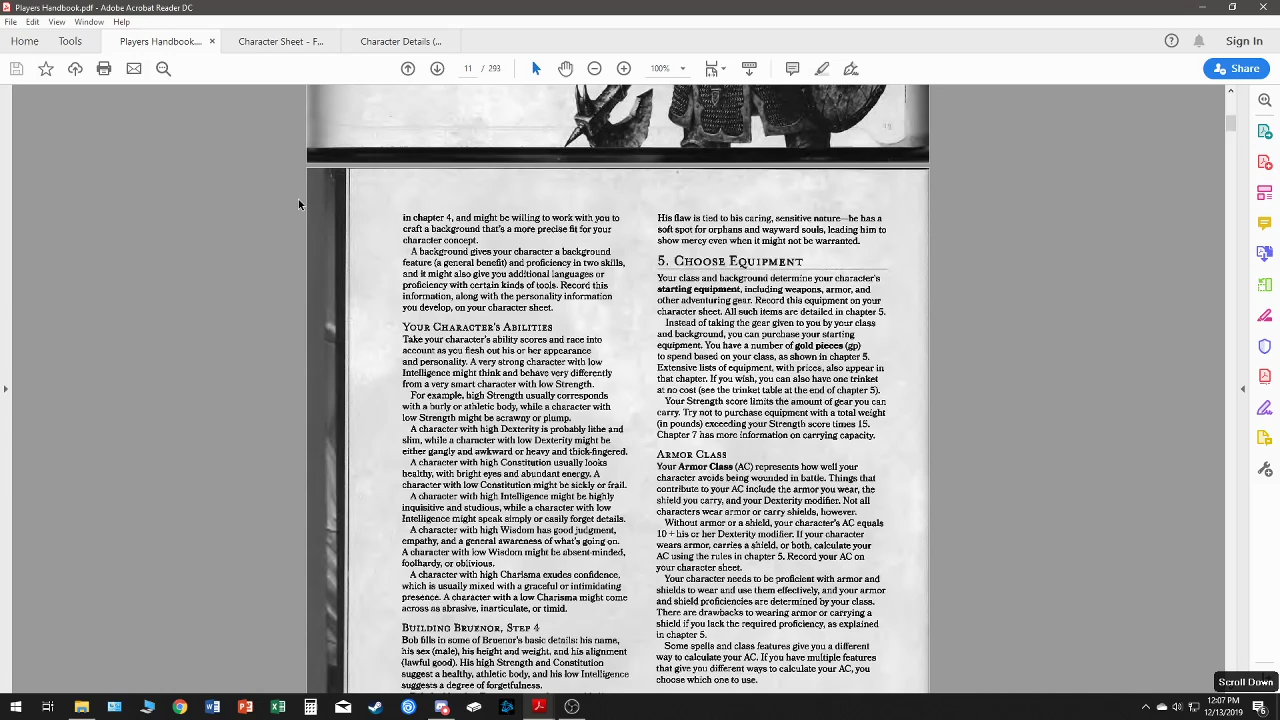 Players Handbook.pdf - Adobe Acrobat Reader DC
File Edit View Window Help
Home Tools Players Handbook.... × Character Sheet - F... Character Details (... Sign In
11 / 293 100% Share
in chapter 4, and might be willing to work with you to
craft a background that's a more precise fit for your
character concept.
A background gives your character a background
feature (a general benefit) and proficiency in two skills,
and it might also give you additional languages or
proficiency with certain kinds of tools. Record this
information, along with the personality information
you develop, on your character sheet.
Your Character's Abilities
Take your character's ability scores and race into
account as you flesh out his or her appearance
and personality. A very strong character with low
Intelligence might think and behave very differently
from a very smart character with low Strength.
For example, high Strength usually corresponds
with a burly or athletic body, while a character with
low Strength might be scrawny or plump.
A character with high Dexterity is probably lithe and
slim, while a character with low Dexterity might be
either gangly and awkward or heavy and thick-fingered.
A character with high Constitution usually looks
healthy, with bright eyes and abundant energy. A
character with low Constitution might be sickly or frail.
A character with high Intelligence might be highly
inquisitive and studious, while a character with low
Intelligence might speak simply or easily forget details.
A character with high Wisdom has good judgment,
empathy, and a general awareness of what's going on.
A character with low Wisdom might be absent-minded,
foolhardy, or oblivious.
A character with high Charisma exudes confidence,
which is usually mixed with a graceful or intimidating
presence. A character with a low Charisma might come
across as abrasive, inarticulate, or timid.
Building Bruenor, Step 4
Bob fills in some of Bruenor's basic details: his name,
his sex (male), his height and weight, and his alignment
(lawful good). His high Strength and Constitution
suggest a healthy, athletic body, and his low Intelligence
suggests a degree of forgetfulness.
His flaw is tied to his caring, sensitive nature—he has a
soft spot for orphans and wayward souls, leading him to
show mercy even when it might not be warranted.
5. Choose Equipment
Your class and background determine your character's
starting equipment, including weapons, armor, and
other adventuring gear. Record this equipment on your
character sheet. All such items are detailed in chapter 5.
Instead of taking the gear given to you by your class
and background, you can purchase your starting
equipment. You have a number of gold pieces (gp)
to spend based on your class, as shown in chapter 5.
Extensive lists of equipment, with prices, also appear in
that chapter. If you wish, you can also have one trinket
at no cost (see the trinket table at the end of chapter 5).
Your Strength score limits the amount of gear you can
carry. Try not to purchase equipment with a total weight
(in pounds) exceeding your Strength score times 15.
Chapter 7 has more information on carrying capacity.
Armor Class
Your Armor Class (AC) represents how well your
character avoids being wounded in battle. Things that
contribute to your AC include the armor you wear, the
shield you carry, and your Dexterity modifier. Not all
characters wear armor or carry shields, however.
Without armor or a shield, your character's AC equals
10 + his or her Dexterity modifier. If your character
wears armor, carries a shield, or both, calculate your
AC using the rules in chapter 5. Record your AC on
your character sheet.
Your character needs to be proficient with armor and
shields to wear and use them effectively, and your armor
and shield proficiencies are determined by your class.
There are drawbacks to wearing armor or carrying a
shield if you lack the required proficiency, as explained
in chapter 5.
Some spells and class features give you a different
way to calculate your AC. If you have multiple features
that give you different ways to calculate your AC, you
choose which one to use.
Scroll Down
12:07 PM
12/13/2019